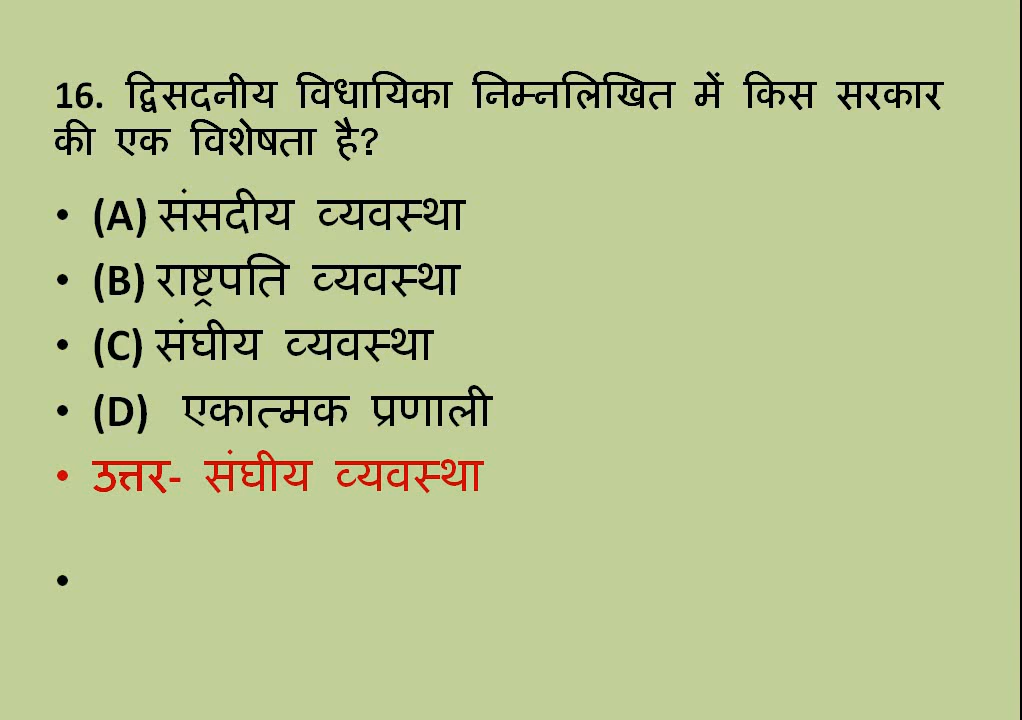 16. द्विसदनीय विधायिका निम्नलिखित में किस सरकार
की एक विशेषता है?
• (A) संसदीय व्यवस्था
• (B) राष्ट्रपति व्यवस्था
• (C) संघीय व्यवस्था
• (D) एकात्मक प्रणाली
• उत्तर- संघीय व्यवस्था
•